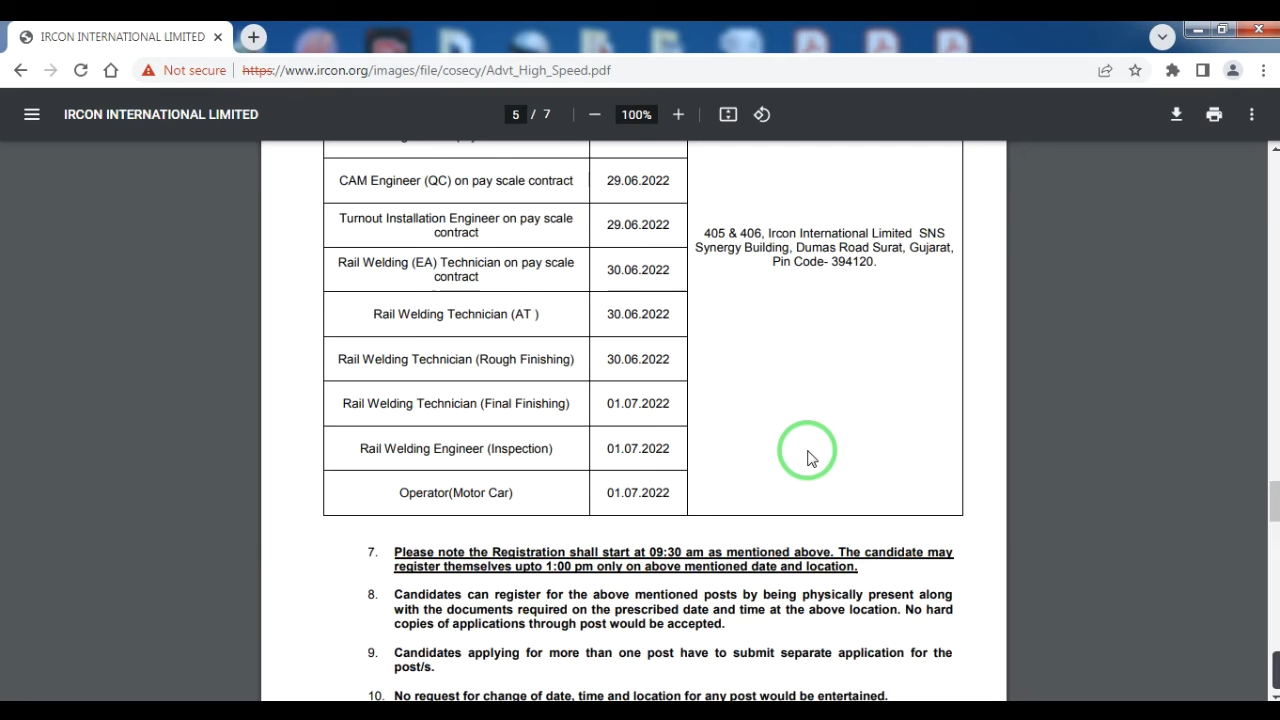 IRCON INTERNATIONAL LIMITED
Not secure
https://www.ircon.org/images/file/cosecy/Advt_High_Speed.pdf
IRCON INTERNATIONAL LIMITED
5 / 7
100%
CAM Engineer (QC) on pay scale contract
29.06.2022
Turnout Installation Engineer on pay scale
contract
29.06.2022
405 & 406, Ircon International Limited SNS
Synergy Building, Dumas Road Surat, Gujarat,
Pin Code- 394120.
Rail Welding (EA) Technician on pay scale
contract
30.06.2022
Rail Welding Technician (AT )
30.06.2022
Rail Welding Technician (Rough Finishing)
30.06.2022
Rail Welding Technician (Final Finishing)
01.07.2022
Rail Welding Engineer (Inspection)
01.07.2022
Operator(Motor Car)
01.07.2022
7. Please note the Registration shall start at 09:30 am as mentioned above. The candidate may
register themselves upto 1:00 pm only on above mentioned date and location.
8. Candidates can register for the above mentioned posts by being physically present along
with the documents required on the prescribed date and time at the above location. No hard
copies of applications through post would be accepted.
9. Candidates applying for more than one post have to submit separate application for the
post/s.
10. No request for change of date, time and location for any post would be entertained.